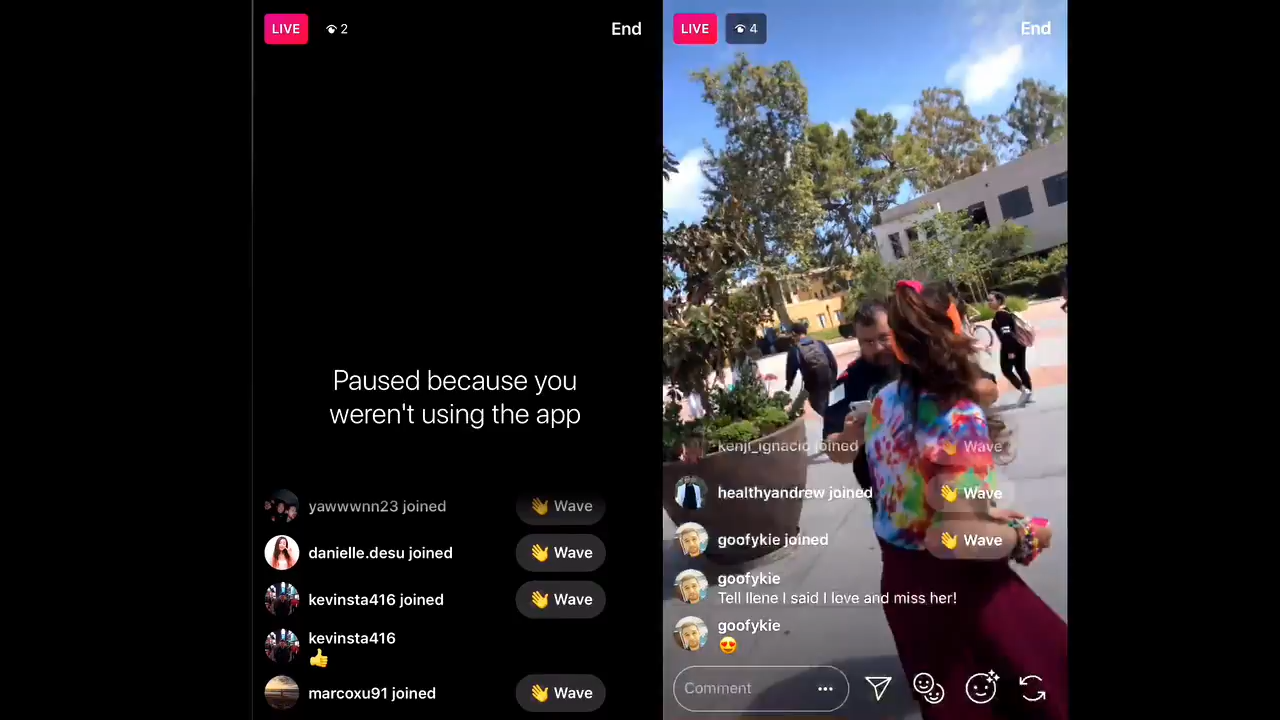 LIVE
2
End
Paused because you
weren't using the app
yawwwnn23 joined
Wave
danielle.desu joined
Wave
kevinsta416 joined
Wave
kevinsta416
marcoxu91 joined
Wave
LIVE
4
End
kenji_ignacio joined
Wave
healthyandrew joined
Wave
goofykie joined
Wave
goofykie
Tell Ilene I said I love and miss her!
goofykie
Comment